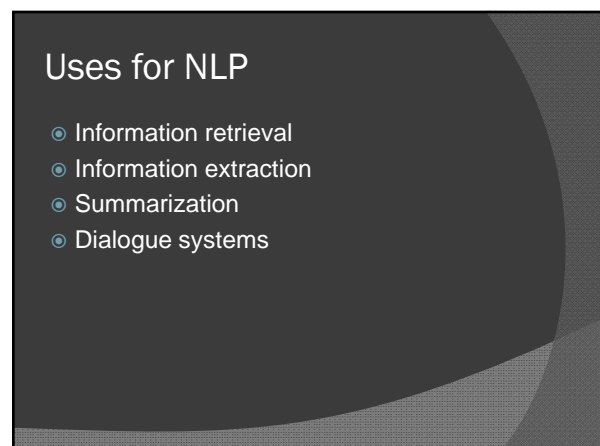 Uses for NLP
Information retrieval
Information extraction
Summarization
Dialogue systems